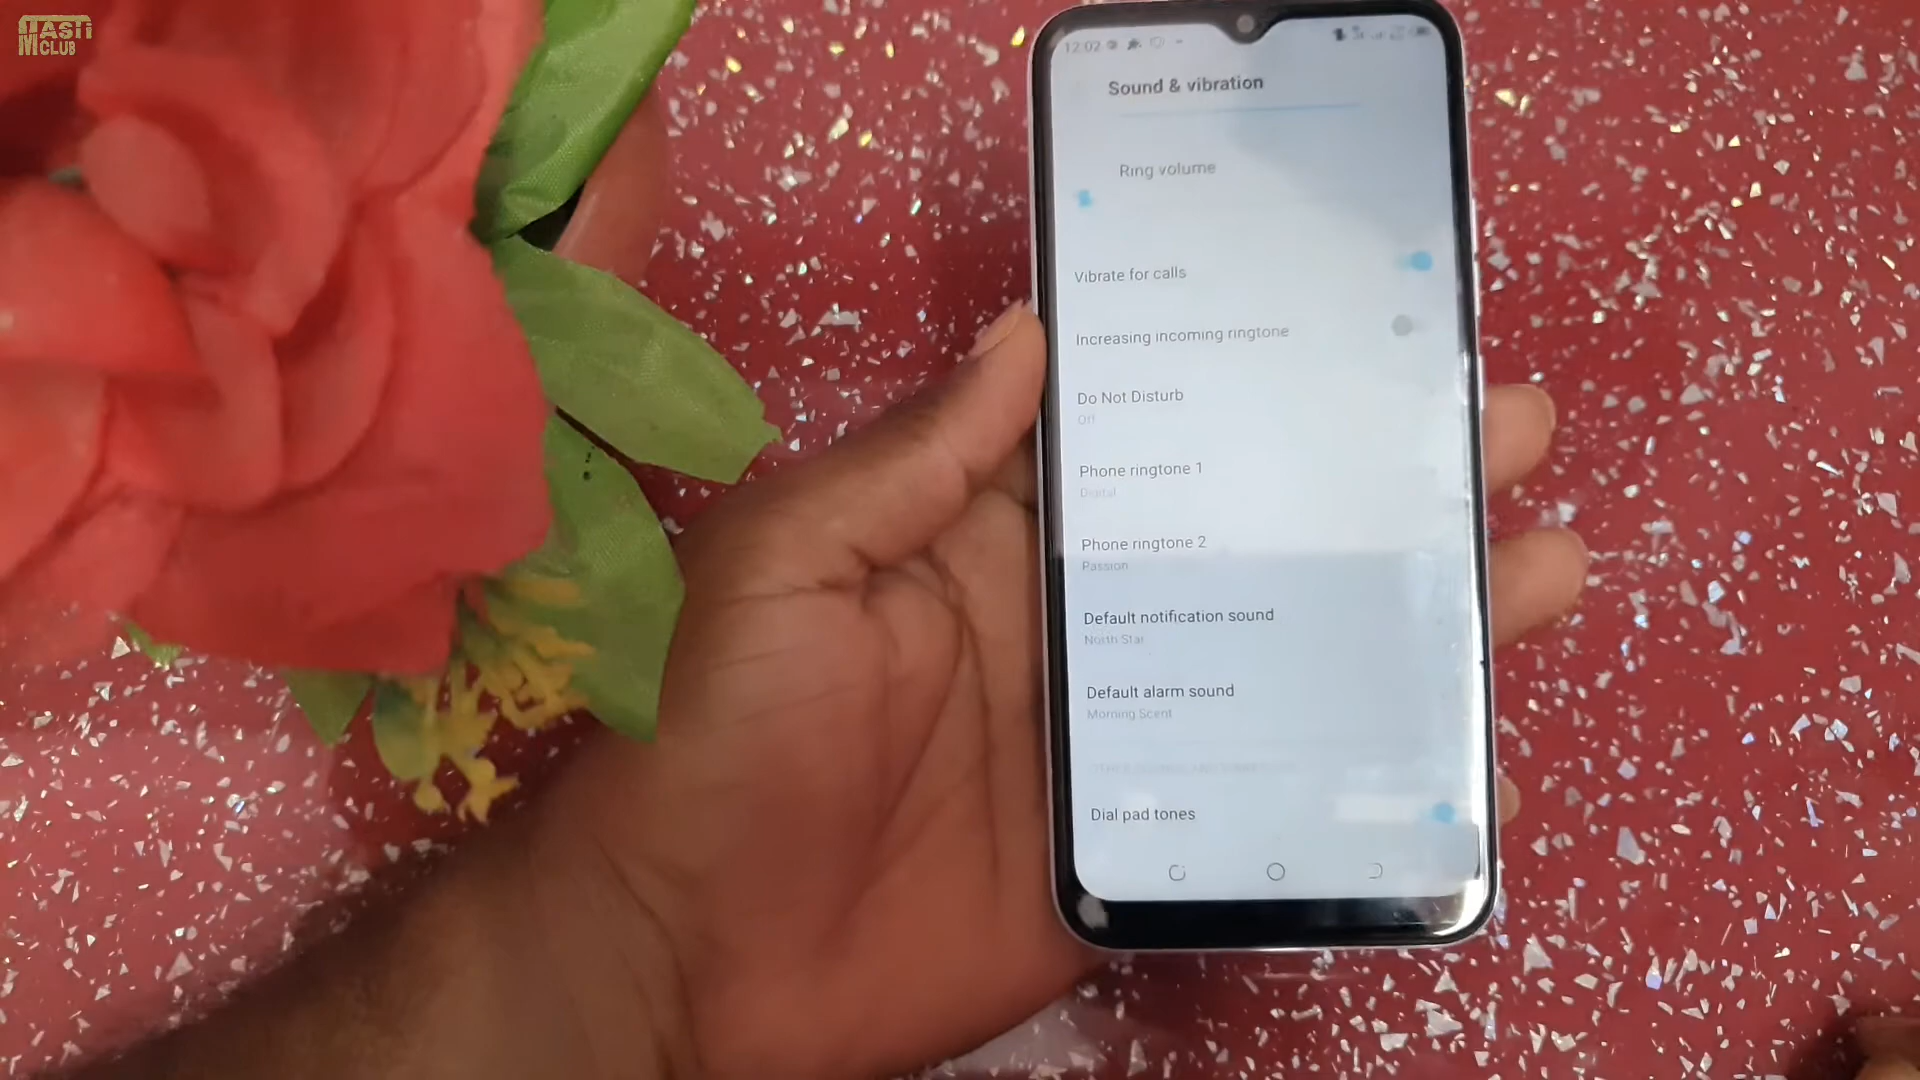 MASTI
CLUB
12:02
Sound & vibration
Ring volume
Vibrate for calls
Increasing incoming ringtone
Do Not Disturb
Off
Phone ringtone 1
Digital
Phone ringtone 2
Passion
Default notification sound
North Star
Default alarm sound
Morning Scent
Dial pad tones